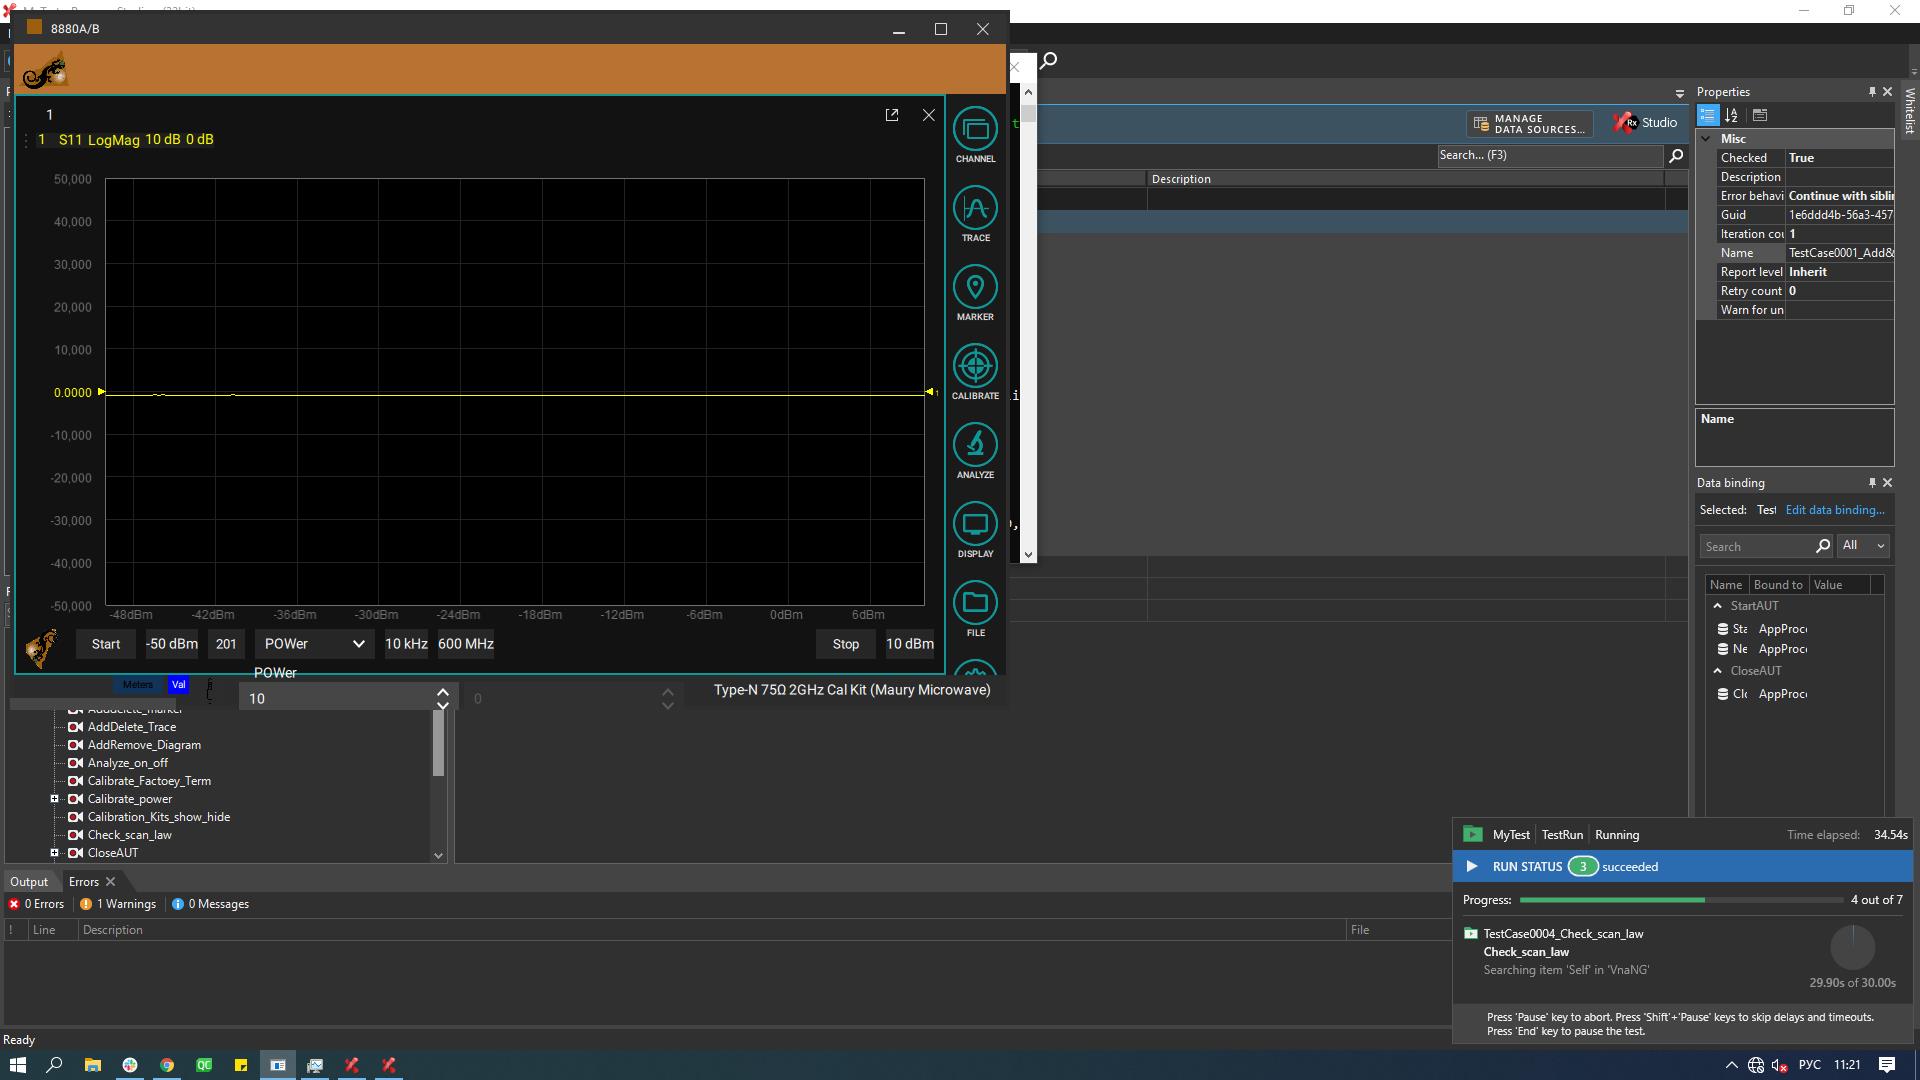 8880A/B
1
1 S11 LogMag 10 dB 0 dB
50,000
40,000
30,000
20,000
10,000
0.0000
-10,000
-20,000
-30,000
-40,000
-50,000
-48dBm -42dBm -36dBm -30dBm -24dBm -18dBm -12dBm -6dBm 0dBm 6dBm
Start -50 dBm 201 POWer 10 kHz 600 MHz Stop 10 dBm
POWer
Meters Val
10
0
Type-N 75Ω 2GHz Cal Kit (Maury Microwave)
CHANNEL
TRACE
MARKER
CALIBRATE
ANALYZE
DISPLAY
FILE
MANAGE
DATA SOURCES...
Rx Studio
Search... (F3)
Description
Properties
Whitelist
Misc
Checked True
Description
Error behavi Continue with siblin
Guid 1e6ddd4b-56a3-457
Iteration cou 1
Name TestCase0001_Add&
Report level Inherit
Retry count 0
Warn for un
Name
Data binding
Selected: Test Edit data binding...
Search All
Name Bound to Value
StartAUT
Sta AppProce
Ne AppProce
CloseAUT
Clo AppProce
AddDelete_Trace
AddRemove_Diagram
Analyze_on_off
Calibrate_Factoey_Term
Calibrate_power
Calibration_Kits_show_hide
Check_scan_law
CloseAUT
Output Errors
0 Errors 1 Warnings 0 Messages
! Line Description File
Ready
MyTest TestRun Running Time elapsed: 34.54s
RUN STATUS 3 succeeded
Progress: 4 out of 7
TestCase0004_Check_scan_law
Check_scan_law
Searching item 'Self' in 'VnaNG'
29.90s of 30.00s
Press 'Pause' key to abort. Press 'Shift'+'Pause' keys to skip delays and timeouts.
Press 'End' key to pause the test.
QC
РУС 11:21